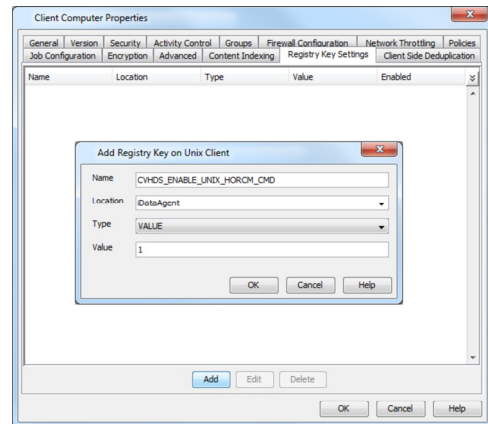 Client Computer Properties
General Version Security Activity Control Groups Firewall Configuration Network Throttling Policies
Job Configuration Encryption Advanced Content Indexing Registry Key Settings Client Side Deduplication
Name Location Type Value Enabled
Add Registry Key on Unix Client
Name CVHDS_ENABLE_UNIX_HORCM_CMD
Location iDataAgent
Type VALUE
Value 1
OK Cancel Help
Add Edit Delete
OK Cancel Help